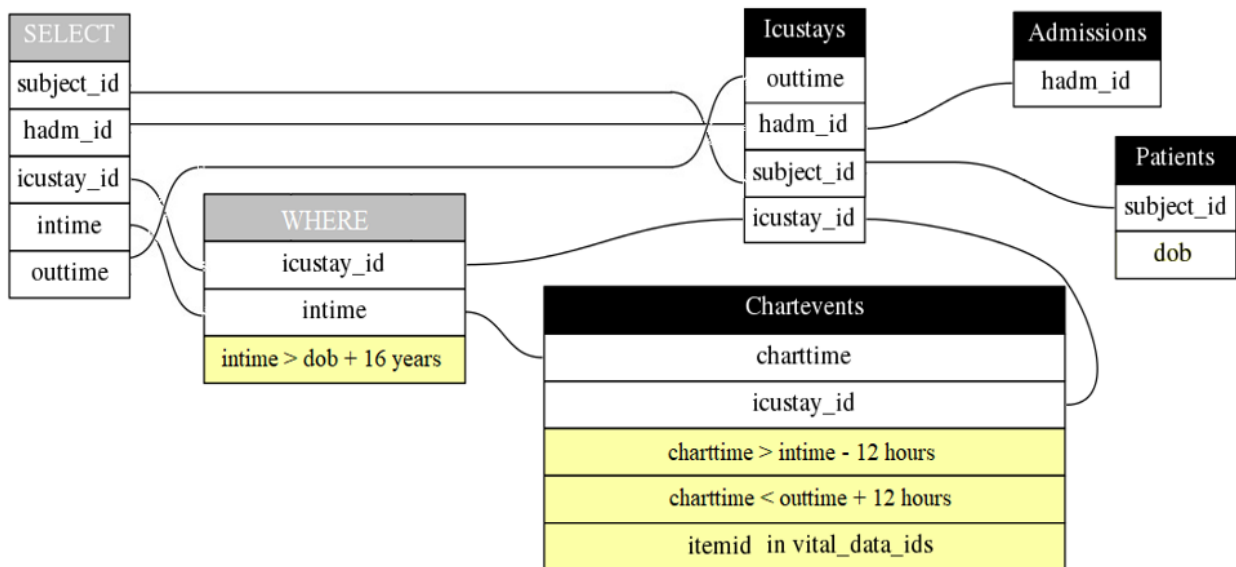 SELECT
subject_id
hadm_id
icustay_id
intime
outtime
WHERE
icustay_id
intime
intime > dob + 16 years
Icustays
outtime
hadm_id
subject_id
icustay_id
Admissions
hadm_id
Patients
subject_id
dob
Chartevents
charttime
icustay_id
charttime > intime - 12 hours
charttime < outtime + 12 hours
itemid in vital_data_ids